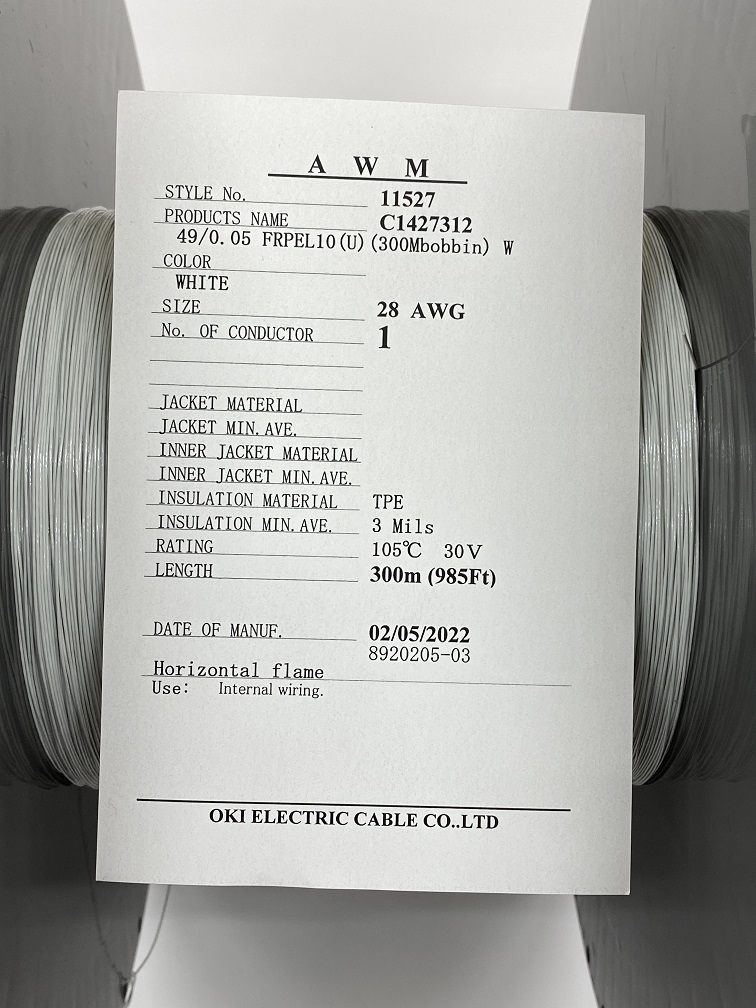 A W M
STYLE No. 11527
PRODUCTS NAME C1427312
49/0.05 FRPEL10(U)(300Mbobbin) W
COLOR
WHITE
SIZE 28 AWG
No. OF CONDUCTOR 1
JACKET MATERIAL
JACKET MIN.AVE.
INNER JACKET MATERIAL
INNER JACKET MIN.AVE.
INSULATION MATERIAL TPE
INSULATION MIN.AVE. 3 Mils
RATING 105℃ 30V
LENGTH 300m (985Ft)
DATE OF MANUF. 02/05/2022
8920205-03
Horizontal flame
Use: Internal wiring.
OKI ELECTRIC CABLE CO..LTD